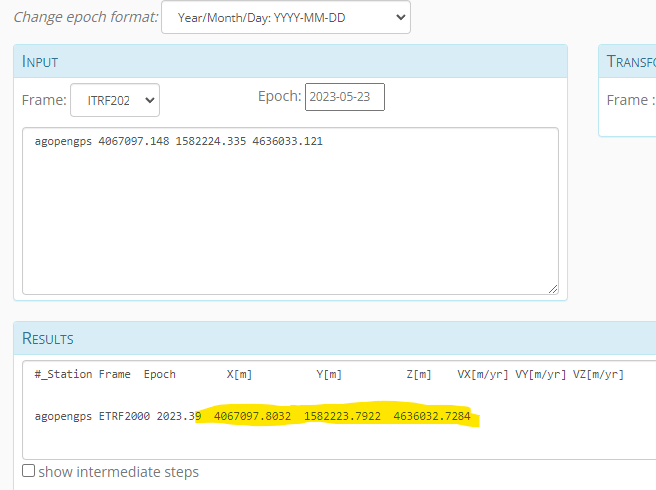 Change epoch format: Year/Month/Day: YYYY-MM-DD
INPUT
Frame: ITRF202
Epoch: 2023-05-23
agopengps 4067097.148 1582224.335 4636033.121
TRANSFO
Frame :
RESULTS
#_Station Frame Epoch X[m] Y[m] Z[m] VX[m/yr] VY[m/yr] VZ[m/yr]
agopengps ETRF2000 2023.39 4067097.8032 1582223.7922 4636032.7284
show intermediate steps